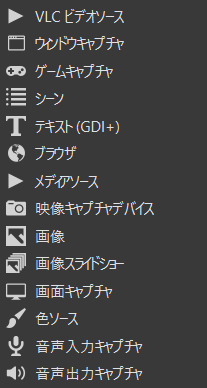 VLC ビデオソース
ウィンドウキャプチャ
ゲームキャプチャ
シーン
テキスト (GDI+)
ブラウザ
メディアソース
映像キャプチャデバイス
画像
画像スライドショー
画面キャプチャ
色ソース
音声入力キャプチャ
音声出力キャプチャ